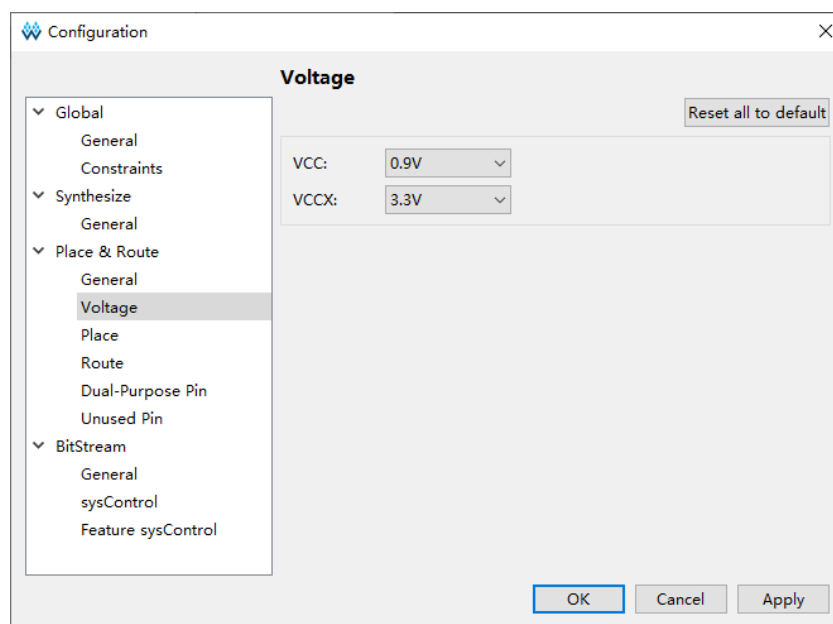 Configuration
Voltage
Global
General
Constraints
Synthesize
General
Place & Route
General
Voltage
Place
Route
Dual-Purpose Pin
Unused Pin
BitStream
General
sysControl
Feature sysControl
Reset all to default
VCC: 0.9V
VCCX: 3.3V
OK Cancel Apply